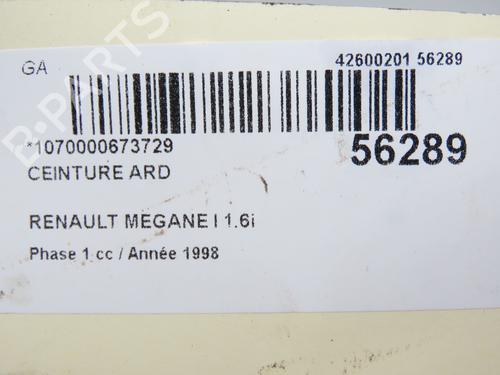 GA
42600201 56289
*1070000673729
56289
CEINTURE ARD
RENAULT MEGANE I 1.6i
Phase 1 cc / Année 1998
B-PARTS